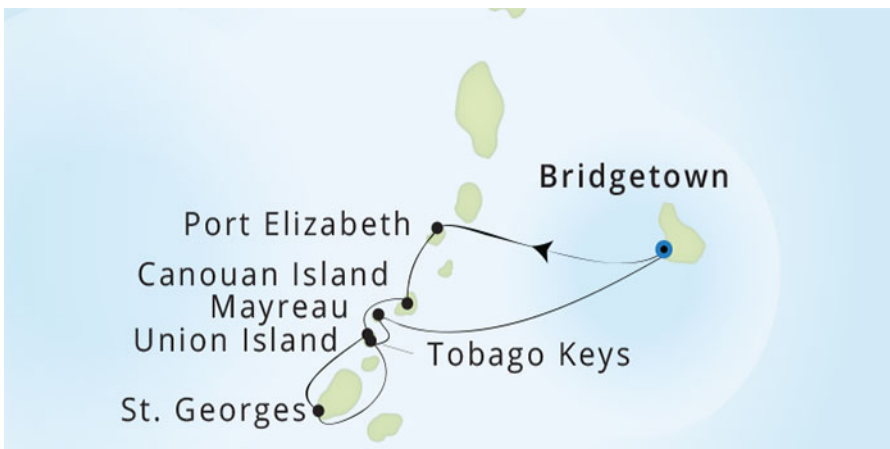 Bridgetown
Port Elizabeth
Canouan Island
Mayreau
Union Island
Tobago Keys
St. Georges